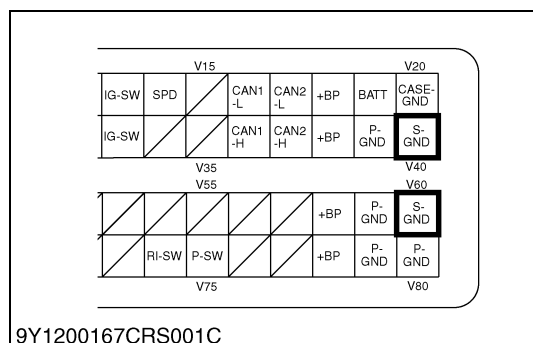 V15 V20
IG-SW SPD CAN1-L CAN2-L +BP BATT CASE-GND
IG-SW CAN1-H CAN2-H +BP P-GND S-GND
V35 V40
V55 V60
+BP P-GND S-GND
RI-SW P-SW +BP P-GND P-GND
V75 V80
9Y1200167CRS001C